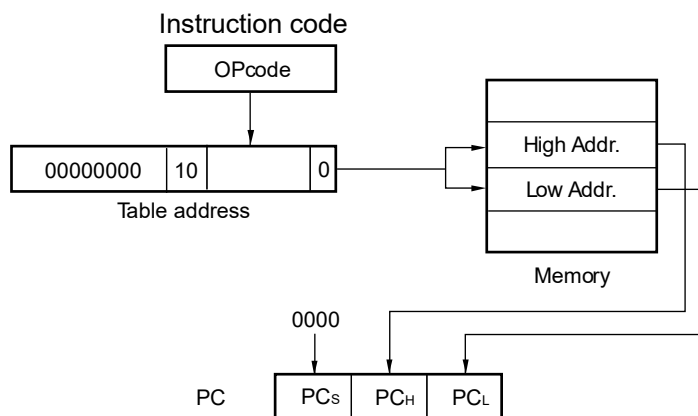 Instruction code
OPcode
00000000 10 0
Table address
High Addr.
Low Addr.
Memory
0000
PC PCS PCH PCL